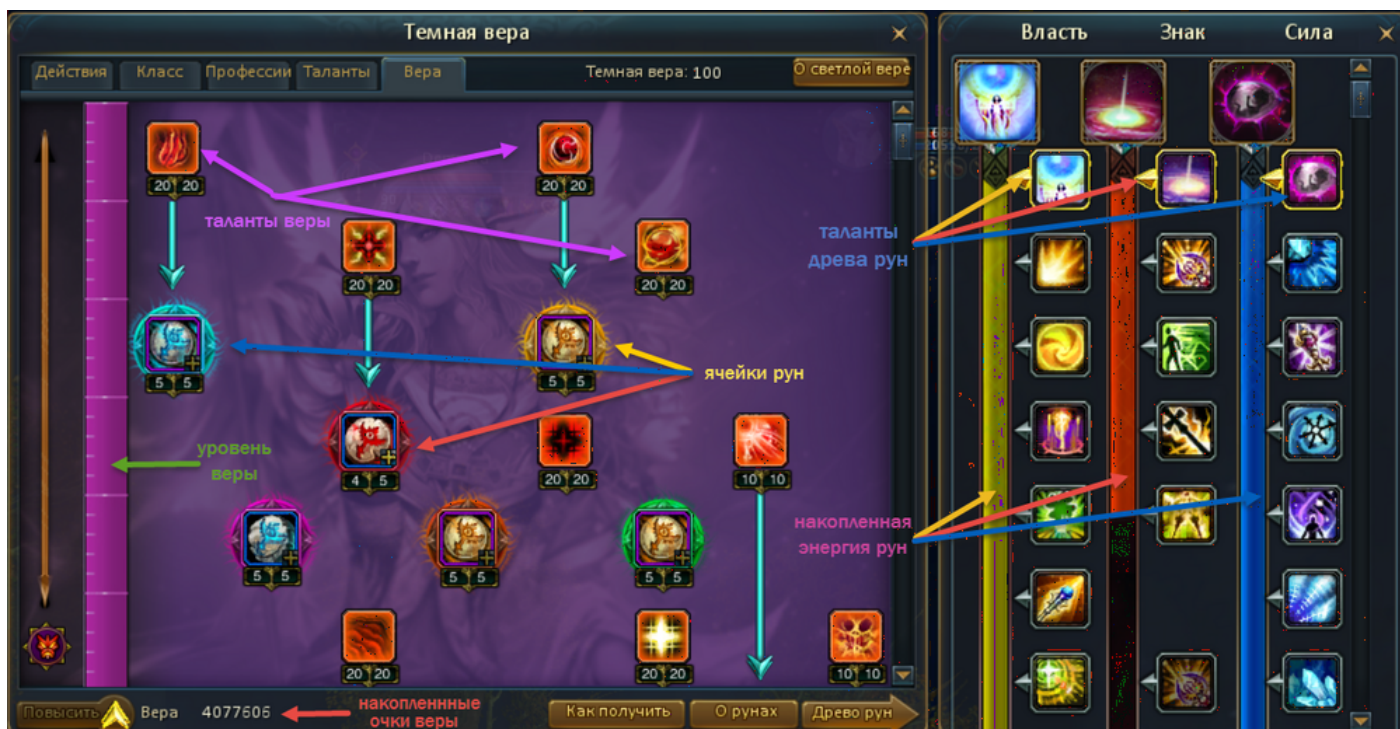 Темная вера
Действия Класс Профессии Таланты Вера
Темная вера: 100
О светлой вере
20 20
20 20
таланты веры
20 20
20 20
5 5
5 5
ячейки рун
уровень
веры
4 5
20 20
10 10
5 5
5 5
5 5
20 20
20 20
10 10
Повысить
Вера 4077606
накопленнные
очки веры
Как получить
О рунах
Древо рун
Власть Знак Сила
таланты
древа рун
накопленная
энергия рун